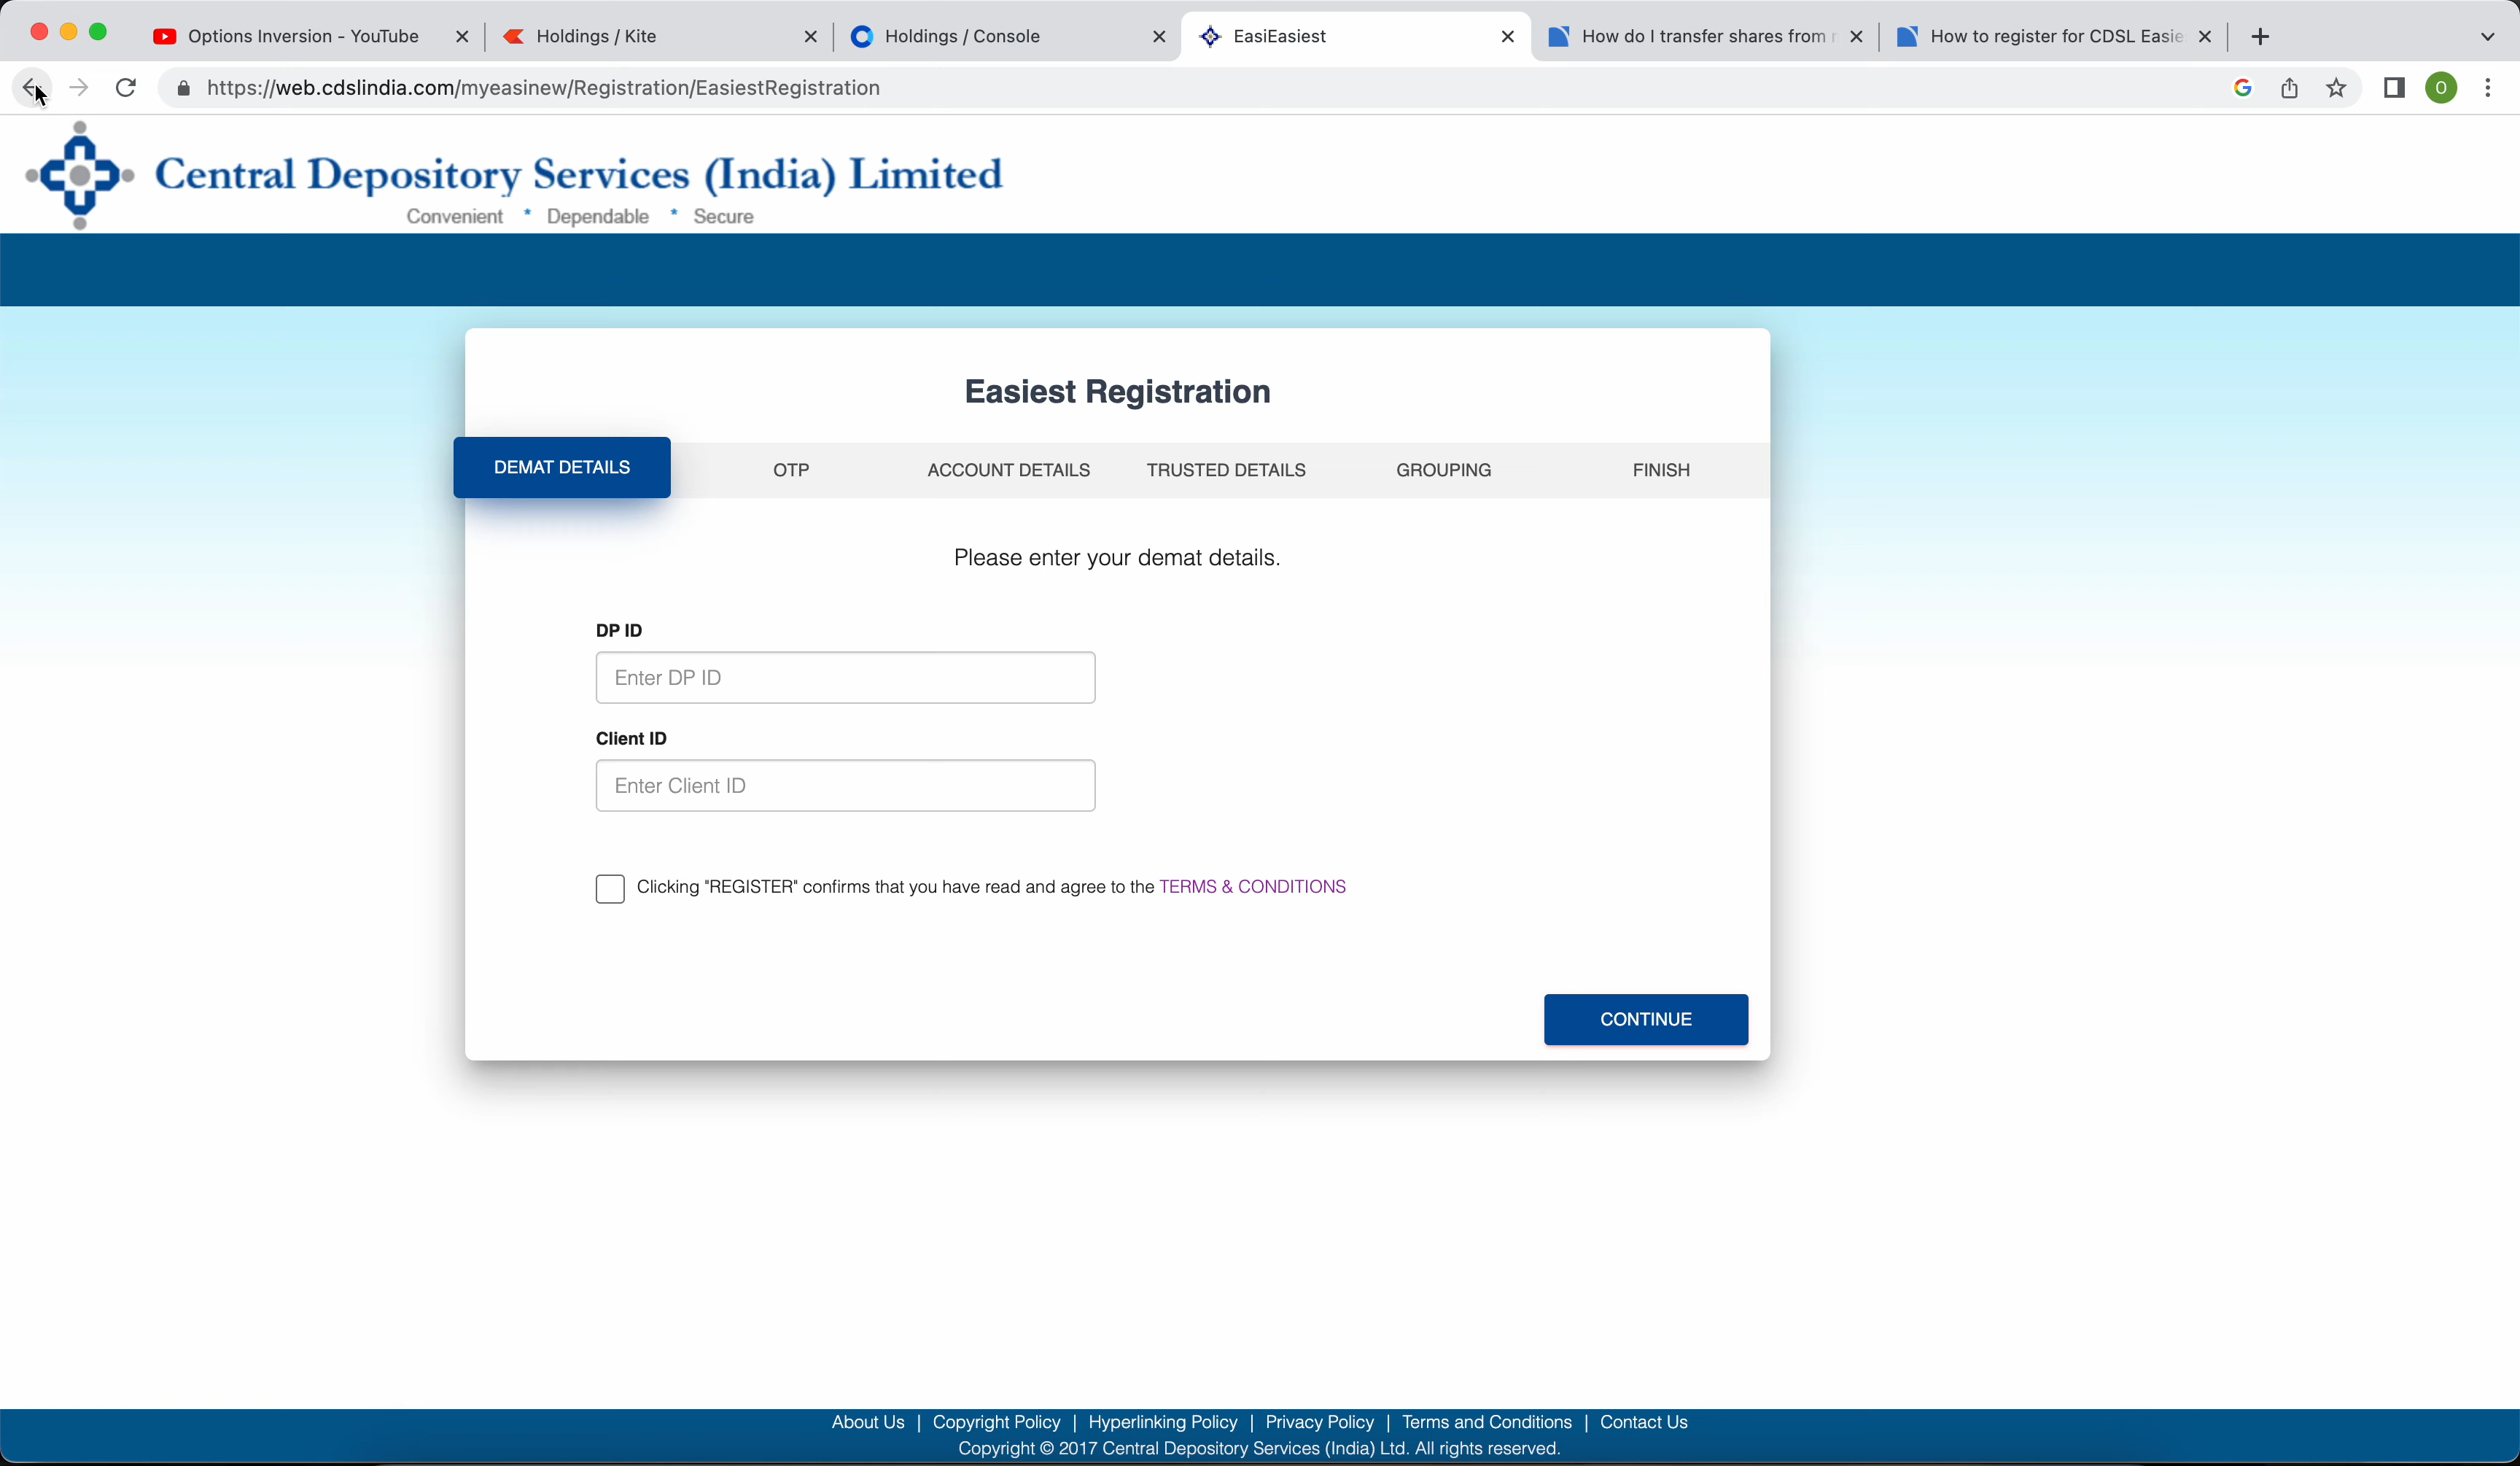 Options Inversion - YouTube
Holdings / Kite
Holdings / Console
EasiEasiest
How do I transfer shares from
How to register for CDSL Easie
https://web.cdslindia.com/myeasinew/Registration/EasiestRegistration
O
Central Depository Services (India) Limited
Convenient * Dependable * Secure
Easiest Registration
DEMAT DETAILS OTP ACCOUNT DETAILS TRUSTED DETAILS GROUPING FINISH
Please enter your demat details.
DP ID
Enter DP ID
Client ID
Enter Client ID
Clicking "REGISTER" confirms that you have read and agree to the TERMS & CONDITIONS
CONTINUE
About Us | Copyright Policy | Hyperlinking Policy | Privacy Policy | Terms and Conditions | Contact Us
Copyright © 2017 Central Depository Services (India) Ltd. All rights reserved.